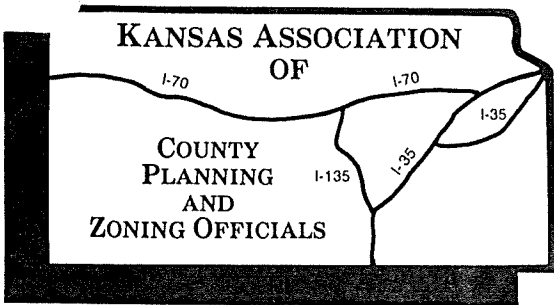 KANSAS ASSOCIATION
OF
I-70
I-70
I-35
COUNTY
PLANNING
AND
ZONING OFFICIALS
I-135
I-35